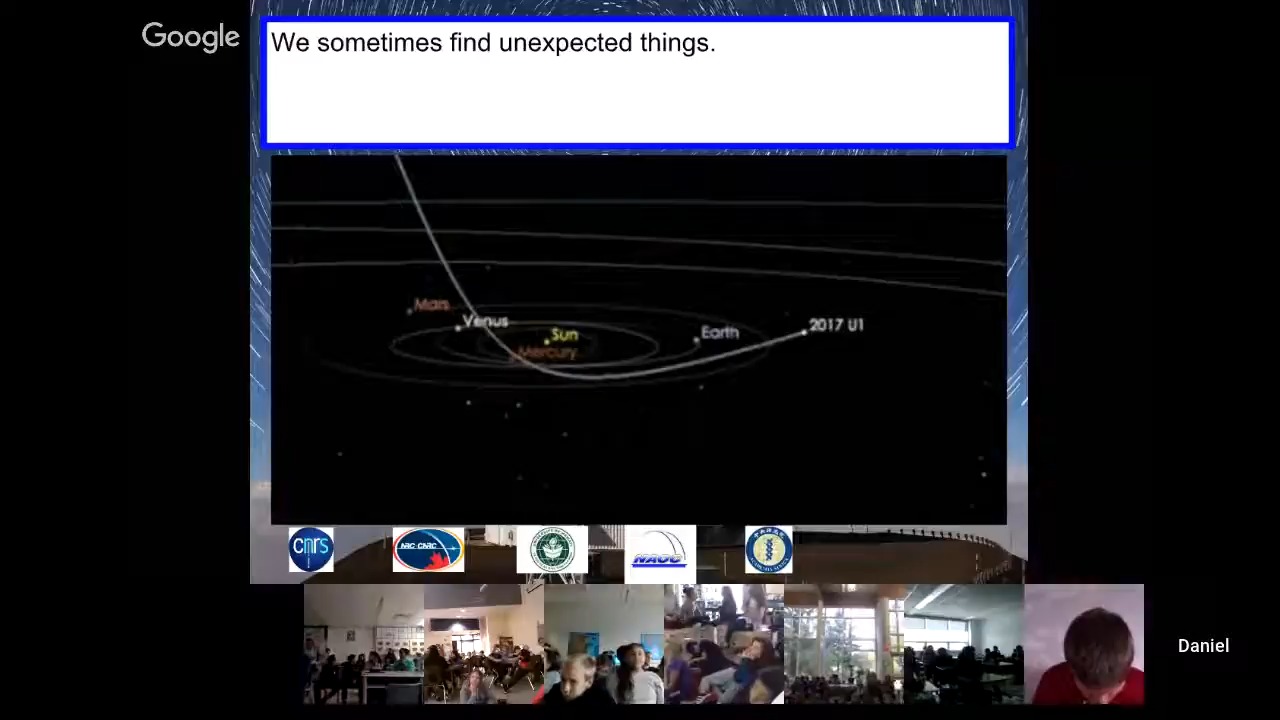 Google
We sometimes find unexpected things.
Mars
Venus
Sun
Mercury
Earth
2017 U1
cnrs
NRC·CNRC
NAOC
Daniel